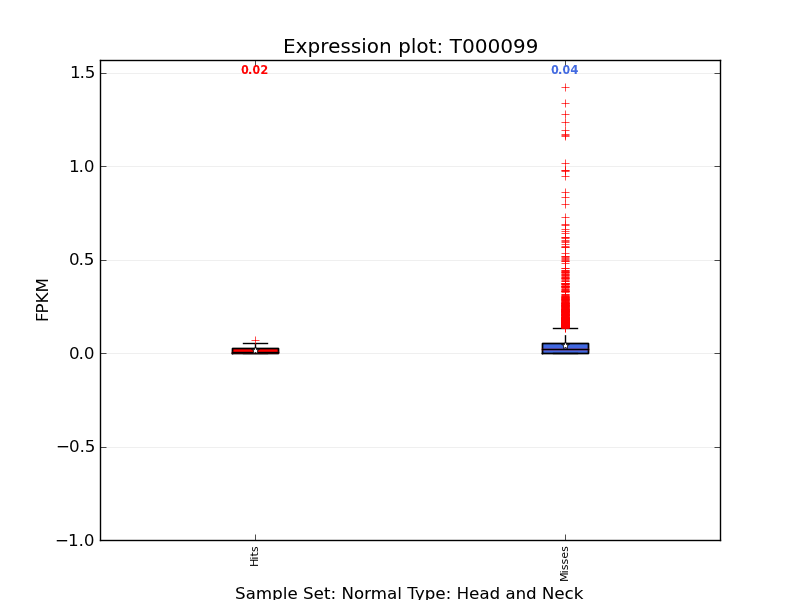 Expression plot: T000099
0.02
0.04
1.5
1.0
0.5
0.0
−0.5
−1.0
FPKM
Hits
Misses
Sample Set: Normal Type: Head and Neck